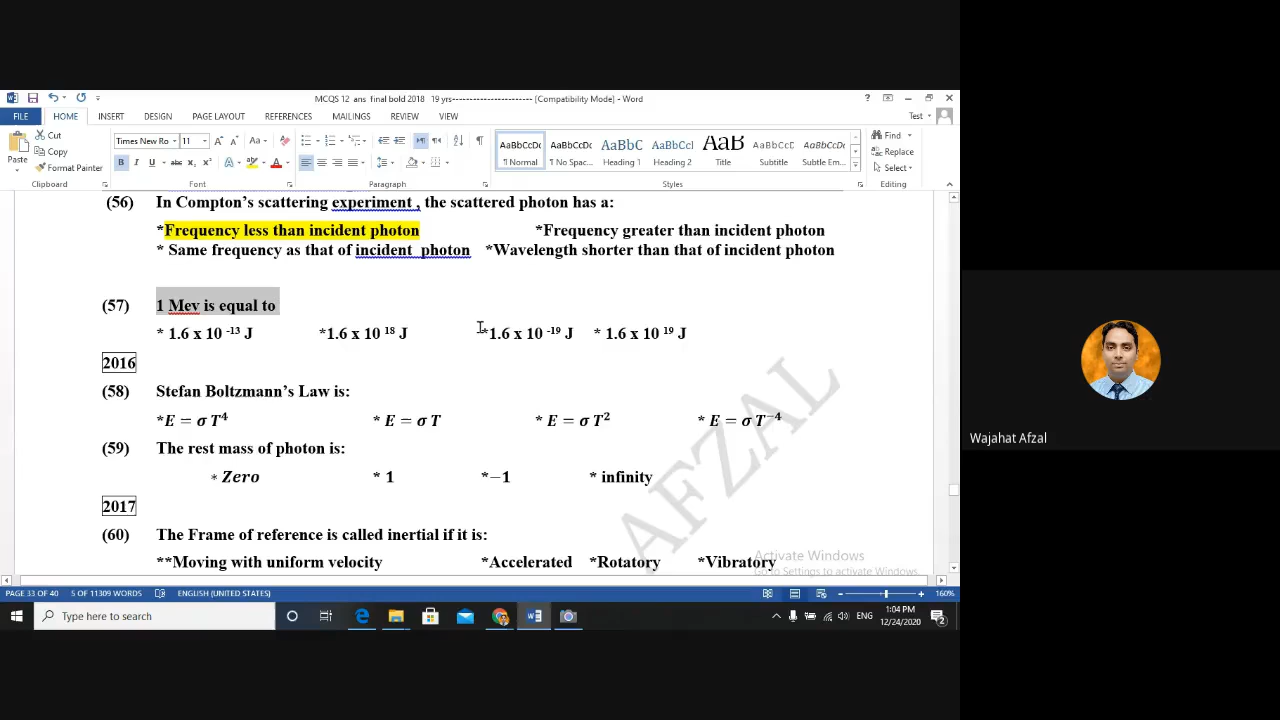 MCQS 12 ans final bold 2018 19 yrs------------------------ [Compatibility Mode] - Word
FILE HOME INSERT DESIGN PAGE LAYOUT REFERENCES MAILINGS REVIEW VIEW Test
Paste Cut
Copy
Format Painter
Clipboard
Times New Ro 11
Font
Paragraph
AaBbCcDc AaBbCcDc AaBbC AaBbCc AaB AaBbCcD AaBbCcDc
¶ Normal ¶ No Spac... Heading 1 Heading 2 Title Subtitle Subtle Em...
Styles
Find
Replace
Select
Editing
(56) In Compton’s scattering experiment , the scattered photon has a:
*Frequency less than incident photon *Frequency greater than incident photon
* Same frequency as that of incident photon *Wavelength shorter than that of incident photon
(57) 1 Mev is equal to
* 1.6 x 10 -13 J *1.6 x 10 18 J *1.6 x 10 -19 J * 1.6 x 10 19 J
2016
(58) Stefan Boltzmann’s Law is:
*E = σ T⁴ * E = σ T * E = σ T² * E = σ T⁻⁴
(59) The rest mass of photon is:
* Zero * 1 *−1 * infinity
2017
(60) The Frame of reference is called inertial if it is:
**Moving with uniform velocity *Accelerated *Rotatory *Vibratory
AFZAL
Activate Windows
Go to Settings to activate Windows.
PAGE 33 OF 40 5 OF 11309 WORDS ENGLISH (UNITED STATES) 160%
Type here to search
ENG
1:04 PM
12/24/2020
2
Wajahat Afzal